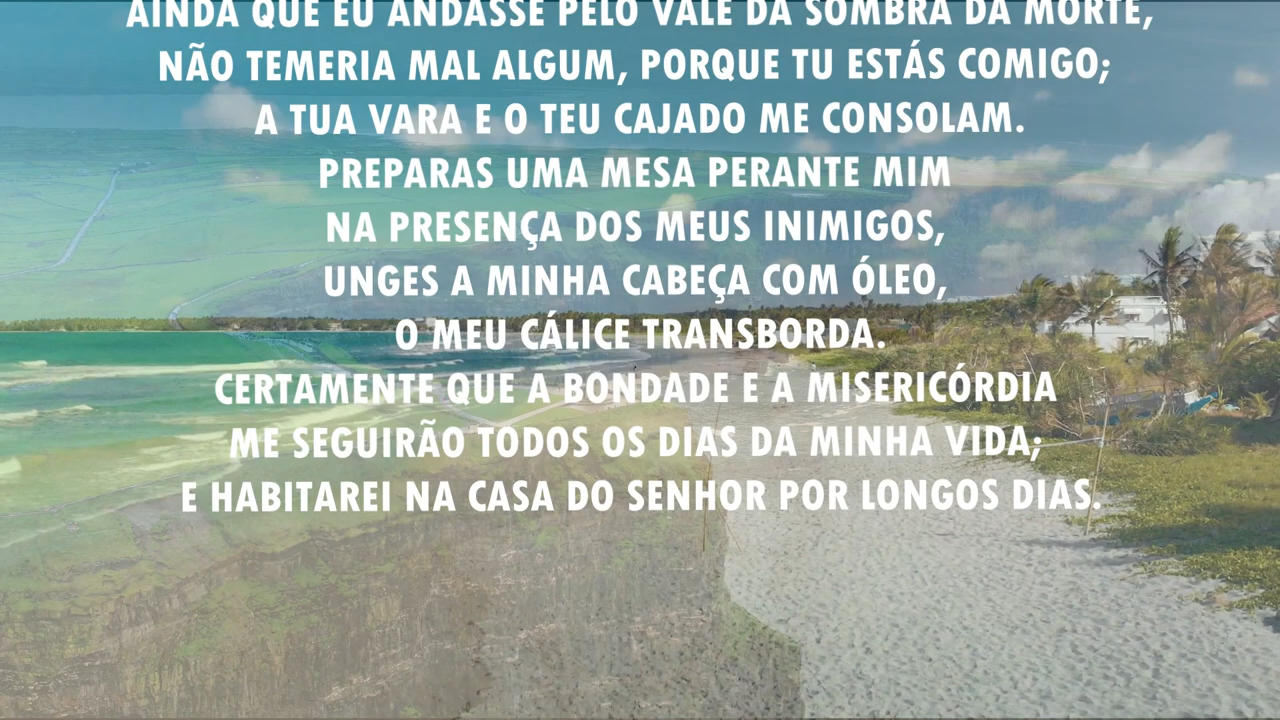 AINDA QUE EU ANDASSE PELO VALE DA SOMBRA DA MORTE,
NÃO TEMERIA MAL ALGUM, PORQUE TU ESTÁS COMIGO;
A TUA VARA E O TEU CAJADO ME CONSOLAM.
PREPARAS UMA MESA PERANTE MIM
NA PRESENÇA DOS MEUS INIMIGOS,
UNGES A MINHA CABEÇA COM ÓLEO,
O MEU CÁLICE TRANSBORDA.
CERTAMENTE QUE A BONDADE E A MISERICÓRDIA
ME SEGUIRÃO TODOS OS DIAS DA MINHA VIDA;
E HABITAREI NA CASA DO SENHOR POR LONGOS DIAS.